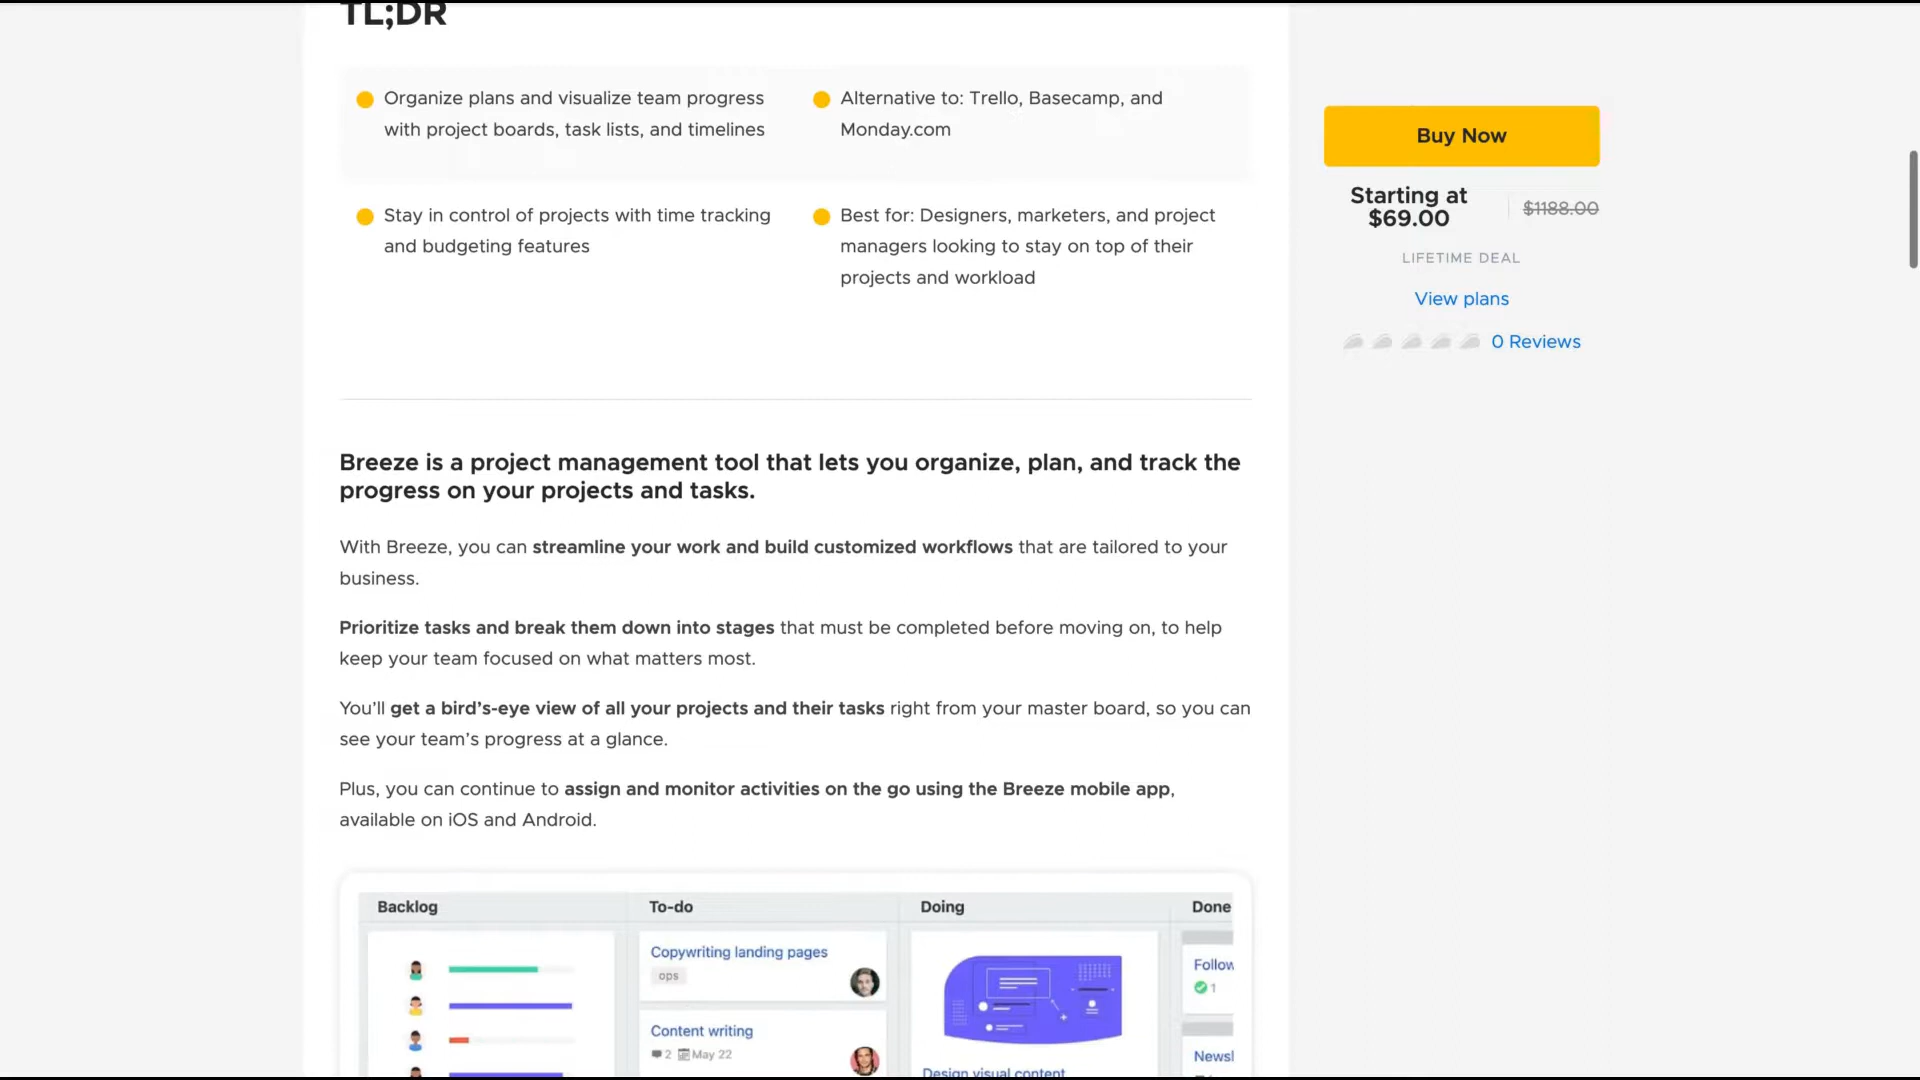 TL;DR
Organize plans and visualize team progress
with project boards, task lists, and timelines
Alternative to: Trello, Basecamp, and
Monday.com
Stay in control of projects with time tracking
and budgeting features
Best for: Designers, marketers, and project
managers looking to stay on top of their
projects and workload
Buy Now
Starting at
$69.00
$1188.00
LIFETIME DEAL
View plans
0 Reviews
Breeze is a project management tool that lets you organize, plan, and track the
progress on your projects and tasks.
With Breeze, you can streamline your work and build customized workflows that are tailored to your
business.
Prioritize tasks and break them down into stages that must be completed before moving on, to help
keep your team focused on what matters most.
You’ll get a bird’s-eye view of all your projects and their tasks right from your master board, so you can
see your team’s progress at a glance.
Plus, you can continue to assign and monitor activities on the go using the Breeze mobile app,
available on iOS and Android.
Backlog
To-do
Doing
Done
Copywriting landing pages
ops
Content writing
2 May 22
Design visual content
Follow
1
Newsl